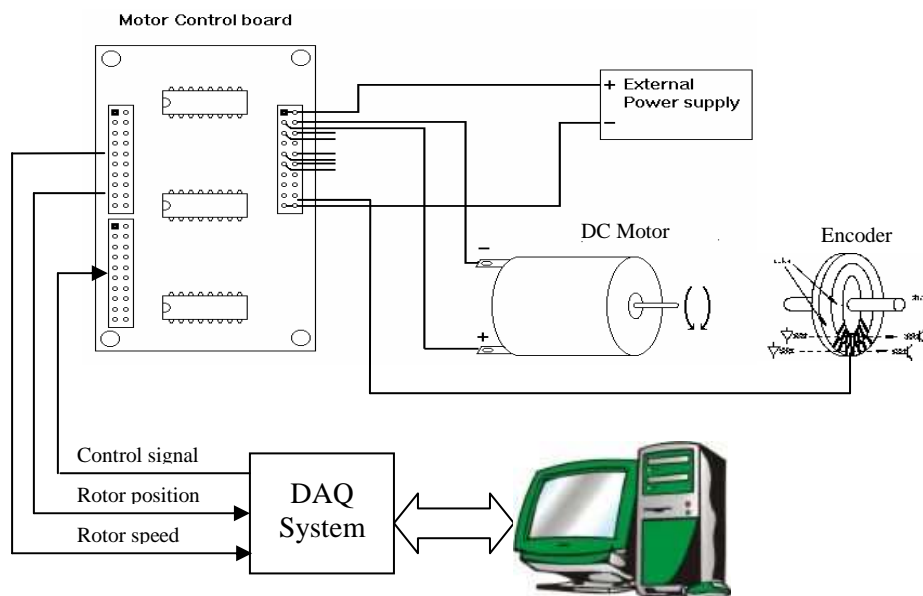 Motor Control board
+ External
Power supply
−
DC Motor
Encoder
−
+
Control signal
Rotor position
Rotor speed
DAQ
System